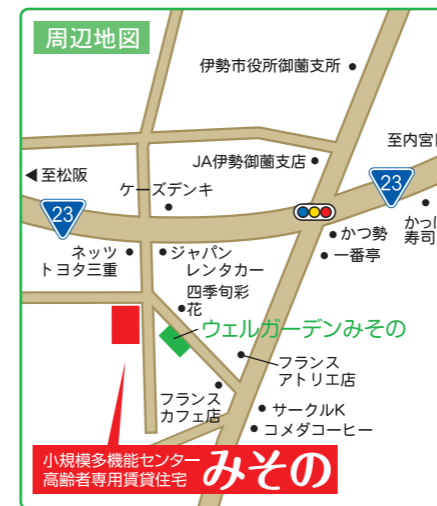 周辺地図
伊勢市役所御薗支所
至内宮
JA伊勢御薗支店
至松阪
ケーズデンキ
23
23
かっぱ
寿司
かつ勢
一番亭
ネッツ
トヨタ三重
ジャパン
レンタカー
四季旬彩
花
ウェルガーデンみその
フランス
アトリエ店
フランス
カフェ店
サークルK
コメダコーヒー
小規模多機能センター
高齢者専用賃貸住宅
みその